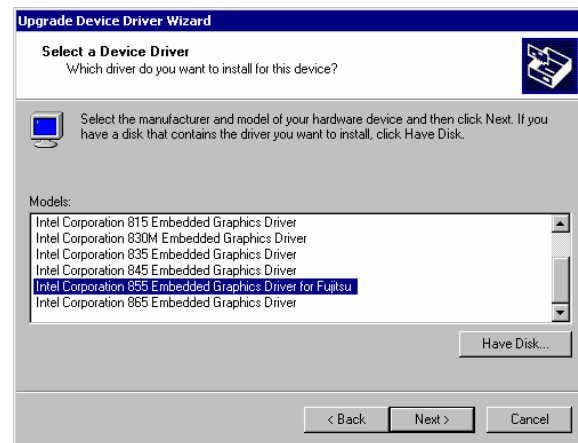 Upgrade Device Driver Wizard
Select a Device Driver
Which driver do you want to install for this device?
Select the manufacturer and model of your hardware device and then click Next. If you
have a disk that contains the driver you want to install, click Have Disk.
Models:
Intel Corporation 815 Embedded Graphics Driver
Intel Corporation 830M Embedded Graphics Driver
Intel Corporation 835 Embedded Graphics Driver
Intel Corporation 845 Embedded Graphics Driver
Intel Corporation 855 Embedded Graphics Driver for Fujitsu
Intel Corporation 865 Embedded Graphics Driver
Have Disk...
< Back
Next >
Cancel